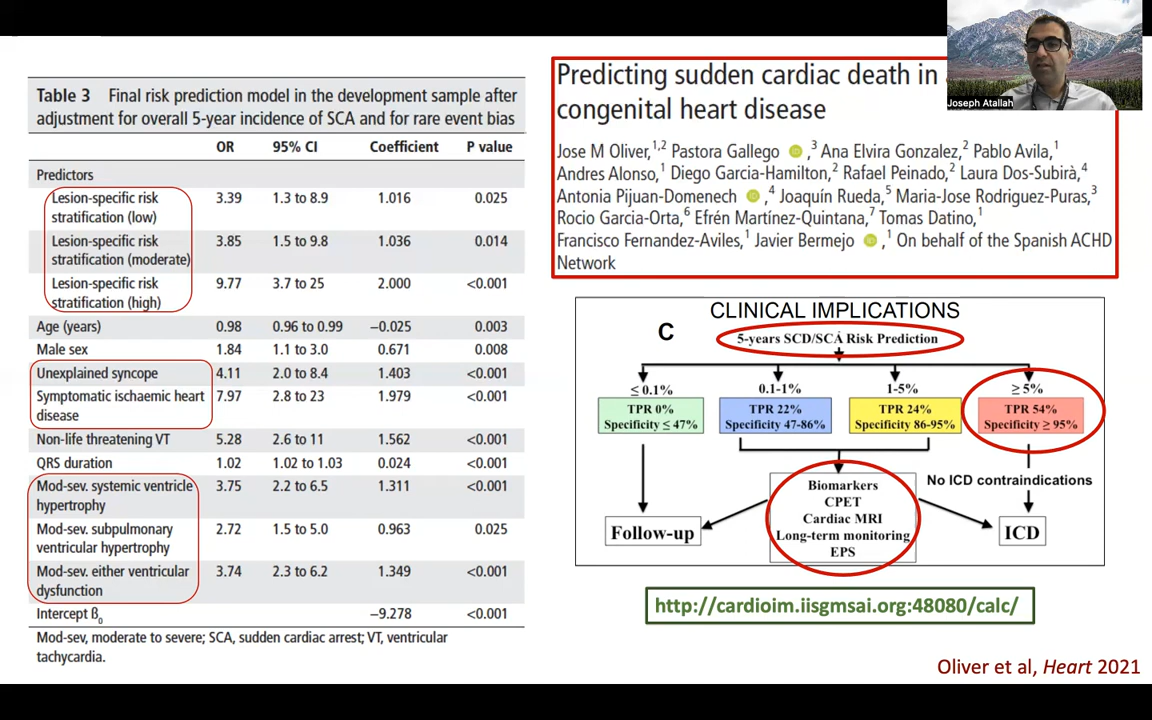 Table 3 Final risk prediction model in the development sample after
adjustment for overall 5-year incidence of SCA and for rare event bias
OR 95% CI Coefficient P value
Predictors
Lesion-specific risk
stratification (low) 3.39 1.3 to 8.9 1.016 0.025
Lesion-specific risk
stratification (moderate) 3.85 1.5 to 9.8 1.036 0.014
Lesion-specific risk
stratification (high) 9.77 3.7 to 25 2.000 <0.001
Age (years) 0.98 0.96 to 0.99 −0.025 0.003
Male sex 1.84 1.1 to 3.0 0.671 0.008
Unexplained syncope 4.11 2.0 to 8.4 1.403 <0.001
Symptomatic ischaemic heart
disease 7.97 2.8 to 23 1.979 <0.001
Non-life threatening VT 5.28 2.6 to 11 1.562 <0.001
QRS duration 1.02 1.02 to 1.03 0.024 <0.001
Mod-sev. systemic ventricle
hypertrophy 3.75 2.2 to 6.5 1.311 <0.001
Mod-sev. subpulmonary
ventricular hypertrophy 2.72 1.5 to 5.0 0.963 0.025
Mod-sev. either ventricular
dysfunction 3.74 2.3 to 6.2 1.349 <0.001
Intercept ß0 −9.278 <0.001
Mod-sev, moderate to severe; SCA, sudden cardiac arrest; VT, ventricular
tachycardia.
Predicting sudden cardiac death in
congenital heart disease
Jose M Oliver,1,2 Pastora Gallego iD ,3 Ana Elvira Gonzalez,2 Pablo Avila,1
Andres Alonso,1 Diego Garcia-Hamilton,2 Rafael Peinado,2 Laura Dos-Subirà,4
Antonia Pijuan-Domenech iD ,4 Joaquín Rueda,5 Maria-Jose Rodriguez-Puras,3
Rocio Garcia-Orta,6 Efrén Martínez-Quintana,7 Tomas Datino,1
Francisco Fernandez-Aviles,1 Javier Bermejo iD ,1 On behalf of the Spanish ACHD
Network
Joseph Atallah
CLINICAL IMPLICATIONS
C
5-years SCD/SCA Risk Prediction
≤ 0.1% 0.1-1% 1-5% ≥ 5%
TPR 0% TPR 22% TPR 24% TPR 54%
Specificity ≤ 47% Specificity 47-86% Specificity 86-95% Specificity ≥ 95%
No ICD contraindications
Biomarkers
CPET
Cardiac MRI
Long-term monitoring
EPS
Follow-up
ICD
http://cardioim.iisgmsai.org:48080/calc/
Oliver et al, Heart 2021